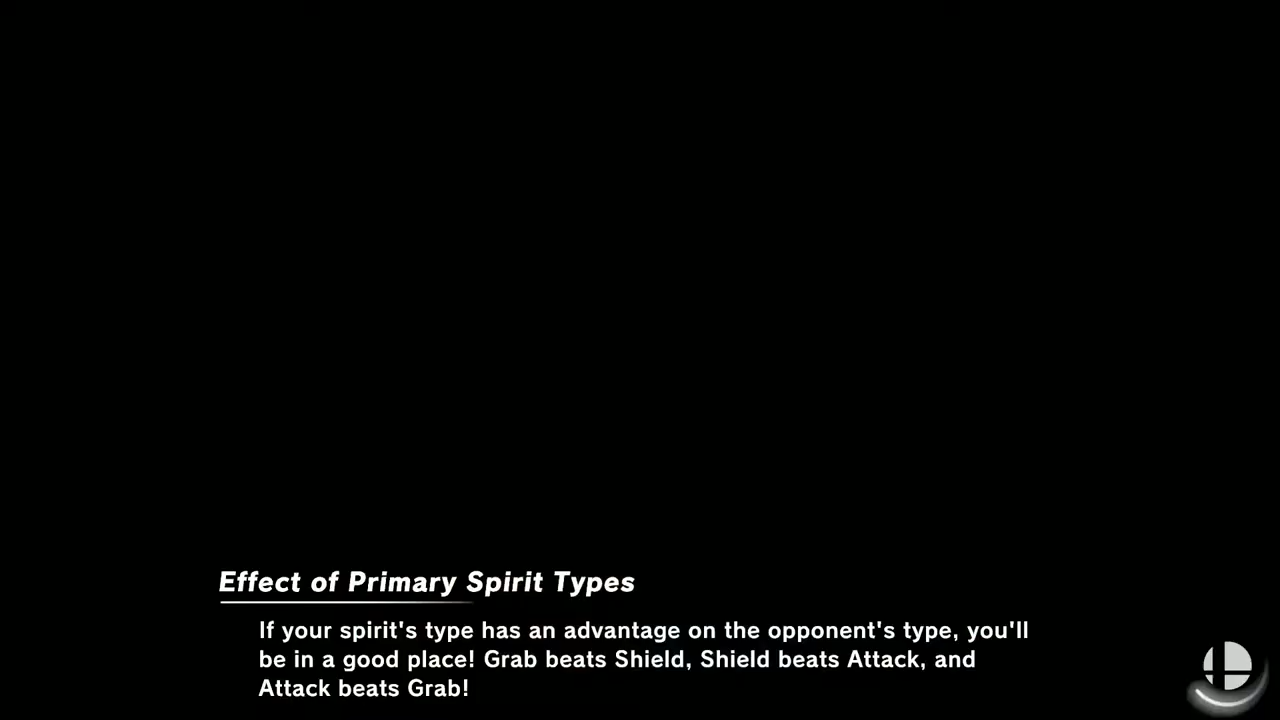 Effect of Primary Spirit Types
If your spirit's type has an advantage on the opponent's type, you'll
be in a good place! Grab beats Shield, Shield beats Attack, and
Attack beats Grab!